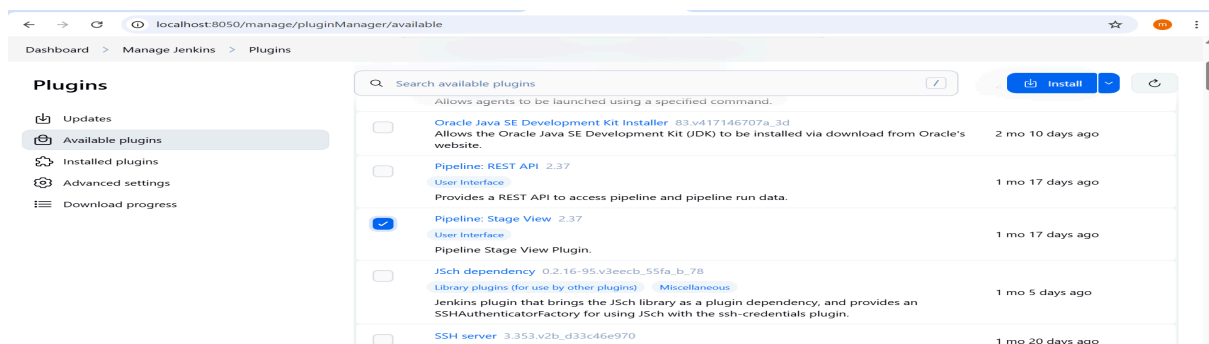 localhost:8050/manage/pluginManager/available
m
Dashboard > Manage Jenkins > Plugins
Plugins
Search available plugins
/
Install
Updates
Available plugins
Installed plugins
Advanced settings
Download progress
Allows agents to be launched using a specified command.
Oracle Java SE Development Kit Installer 83.v417146707a_3d
Allows the Oracle Java SE Development Kit (JDK) to be installed via download from Oracle's
website.
2 mo 10 days ago
Pipeline: REST API 2.37
User Interface
Provides a REST API to access pipeline and pipeline run data.
1 mo 17 days ago
Pipeline: Stage View 2.37
User Interface
Pipeline Stage View Plugin.
1 mo 17 days ago
JSch dependency 0.2.16-95.v3eecb_55fa_b_78
Library plugins (for use by other plugins) Miscellaneous
Jenkins plugin that brings the JSch library as a plugin dependency, and provides an
SSHAuthenticatorFactory for using JSch with the ssh-credentials plugin.
1 mo 5 days ago
SSH server 3.353.v2b_d33c46e970
1 mo 20 days ago